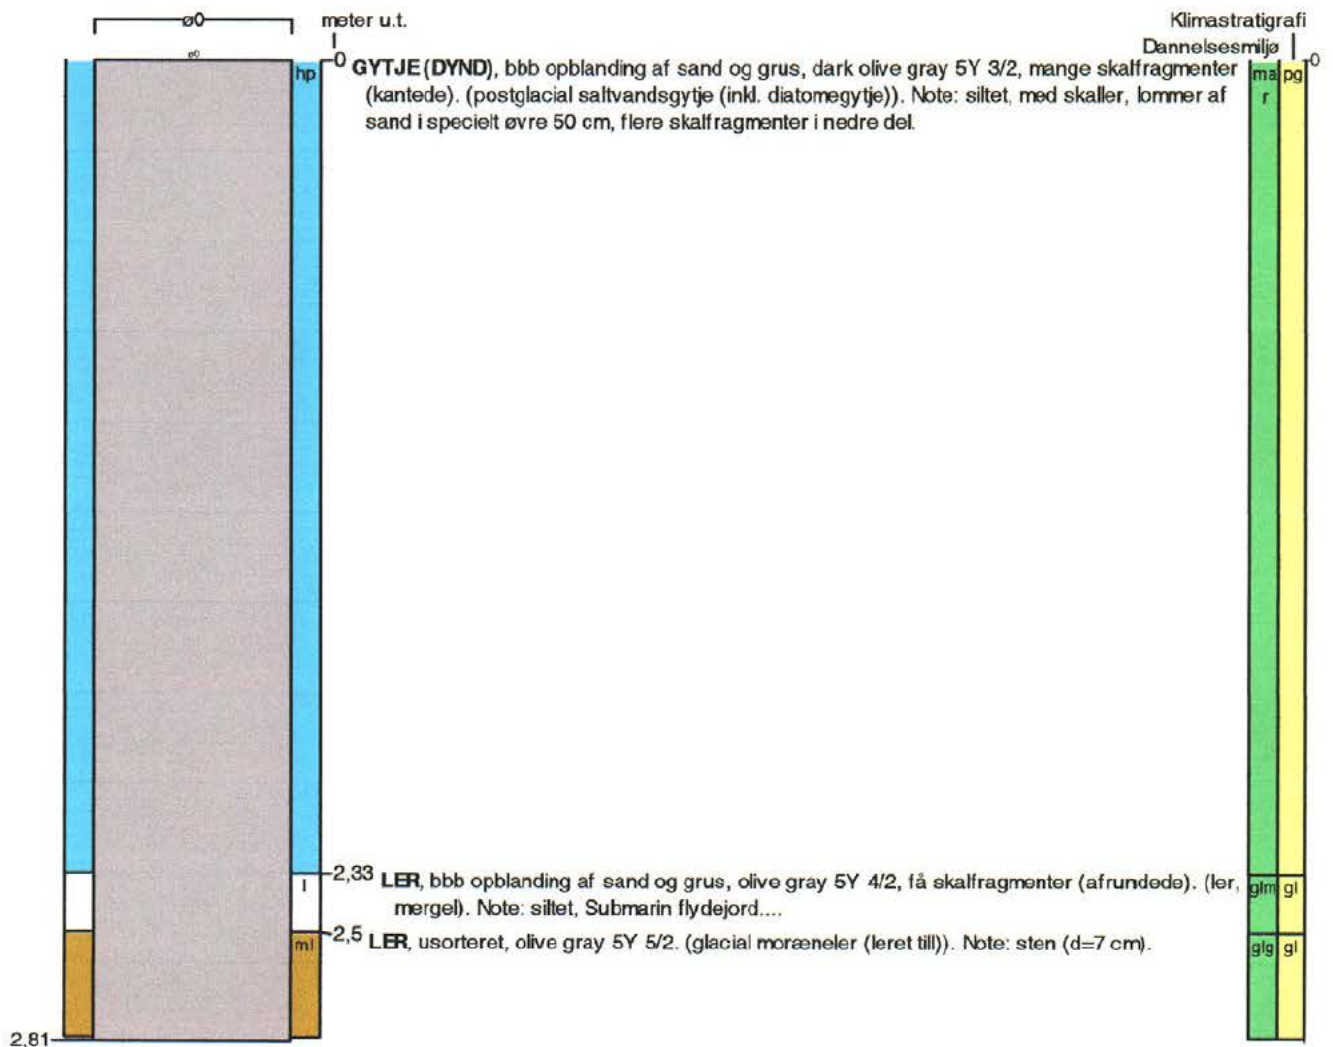 ø0 meter u.t. Klimastratigrafi
Dannelsesmiljø
ø0
0 GYTJE (DYND), bbb opblanding af sand og grus, dark olive gray 5Y 3/2, mange skalfragmenter
(kantede). (postglacial saltvandsgytje (inkl. diatomegytje)). Note: siltet, med skaller, lommer af
sand i specielt øvre 50 cm, flere skalfragmenter i nedre del.
hp
mar pg 0
2,33 LER, bbb opblanding af sand og grus, olive gray 5Y 4/2, få skalfragmenter (afrundede). (ler,
mergel). Note: siltet, Submarin flydejord....
l
glm gl
2,5 LER, usorteret, olive gray 5Y 5/2. (glacial moræneler (leret till)). Note: sten (d=7 cm).
ml
glg gl
2,81